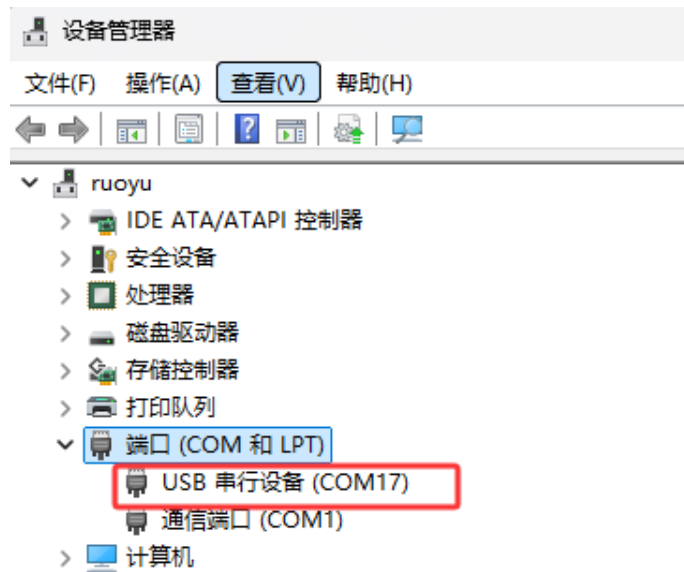 设备管理器
文件(F) 操作(A) 查看(V) 帮助(H)
ruoyu
IDE ATA/ATAPI 控制器
安全设备
处理器
磁盘驱动器
存储控制器
打印队列
端口 (COM 和 LPT)
USB 串行设备 (COM17)
通信端口 (COM1)
计算机